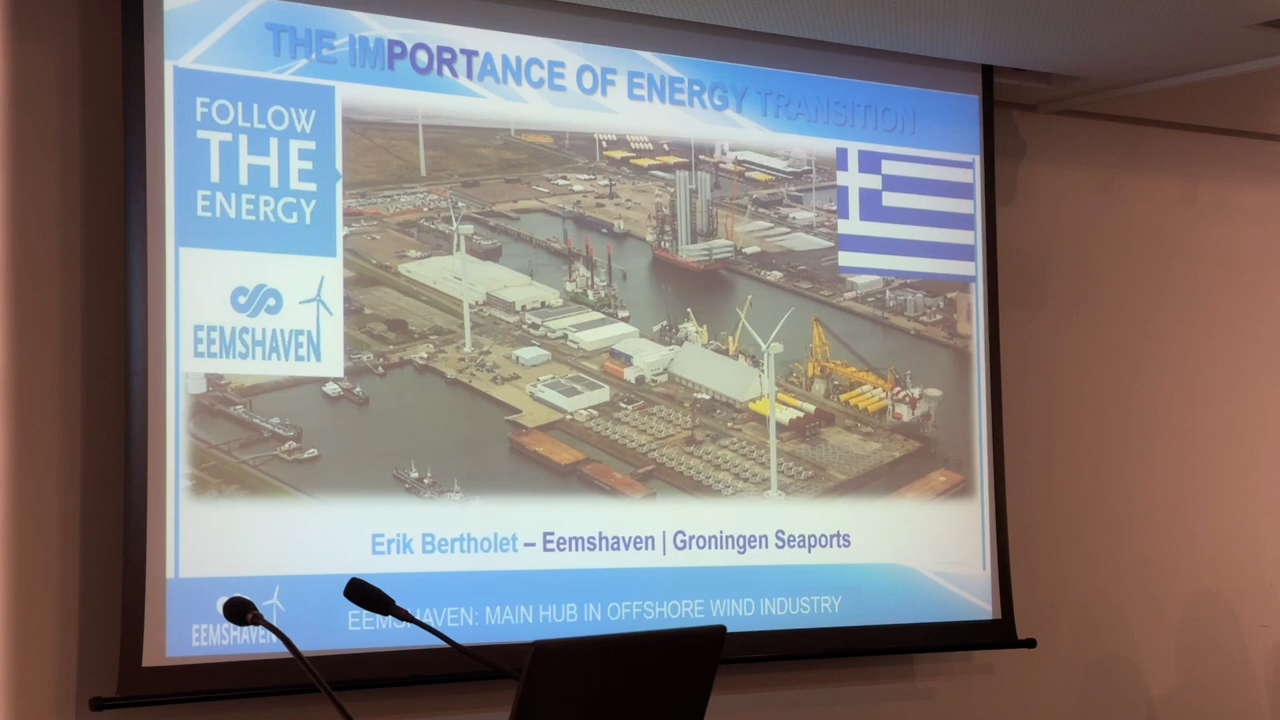 THE IMPORTANCE OF ENERGY TRANSITION
FOLLOW
THE
ENERGY
EEMSHAVEN
Erik Bertholet – Eemshaven | Groningen Seaports
EEMSHAVEN
EEMSHAVEN: MAIN HUB IN OFFSHORE WIND INDUSTRY